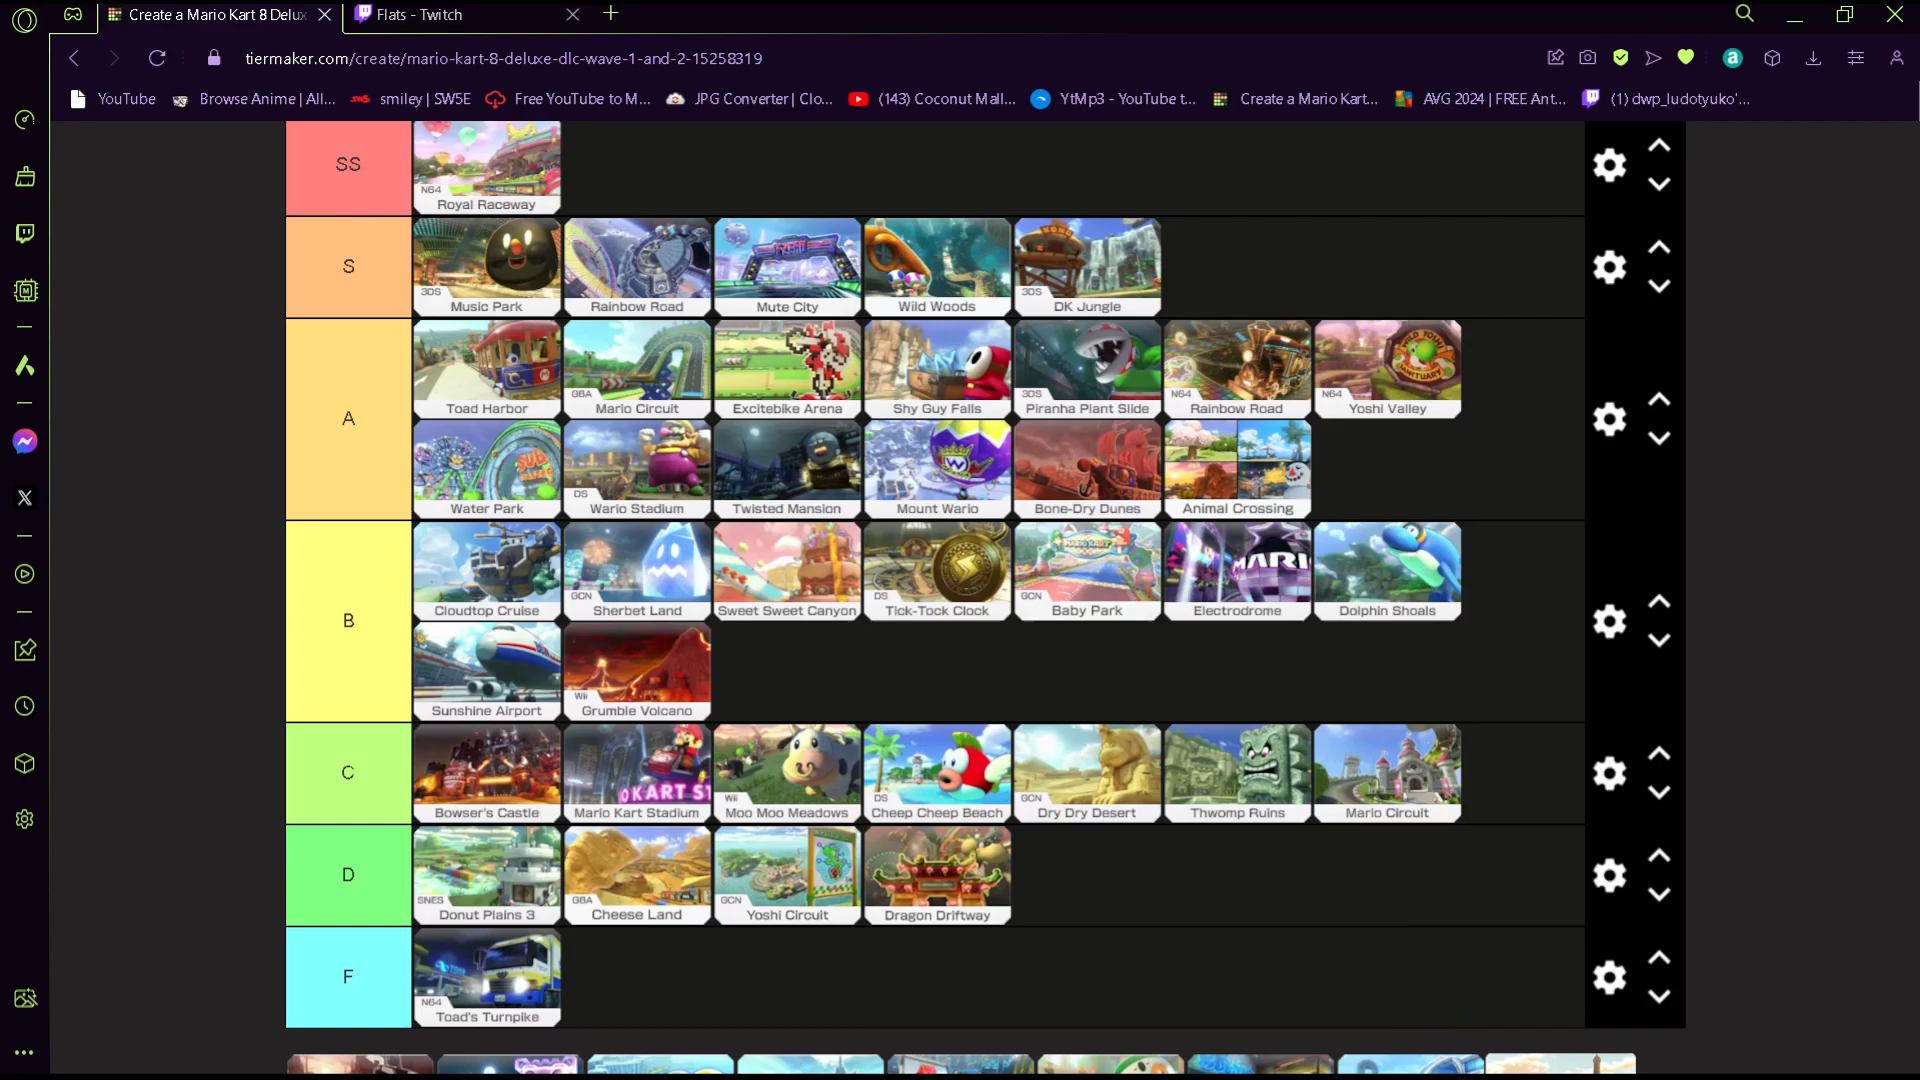 Create a Mario Kart 8 Delux
Flats - Twitch
tiermaker.com/create/mario-kart-8-deluxe-dlc-wave-1-and-2-15258319
YouTube
Browse Anime | All...
smiley | SW5E
Free YouTube to M...
JPG Converter | Clo...
(143) Coconut Mall...
YtMp3 - YouTube t...
Create a Mario Kart...
AVG 2024 | FREE Ant...
(1) dwp_ludotyuko'...
SS
N64
Royal Raceway
S
3DS
Music Park
Rainbow Road
Mute City
Wild Woods
3DS
DK Jungle
A
Toad Harbor
GBA
Mario Circuit
Excitebike Arena
Shy Guy Falls
3DS
Piranha Plant Slide
N64
Rainbow Road
N64
Yoshi Valley
Water Park
DS
Wario Stadium
Twisted Mansion
Mount Wario
Bone-Dry Dunes
Animal Crossing
B
Cloudtop Cruise
GCN
Sherbet Land
Sweet Sweet Canyon
DS
Tick-Tock Clock
GCN
Baby Park
MARI
Electrodrome
Dolphin Shoals
Sunshine Airport
Wii
Grumble Volcano
C
Bowser's Castle
O KART ST
Mario Kart Stadium
Wii
Moo Moo Meadows
DS
Cheep Cheep Beach
GCN
Dry Dry Desert
Thwomp Ruins
Mario Circuit
D
SNES
Donut Plains 3
GBA
Cheese Land
GCN
Yoshi Circuit
Dragon Driftway
F
N64
Toad's Turnpike